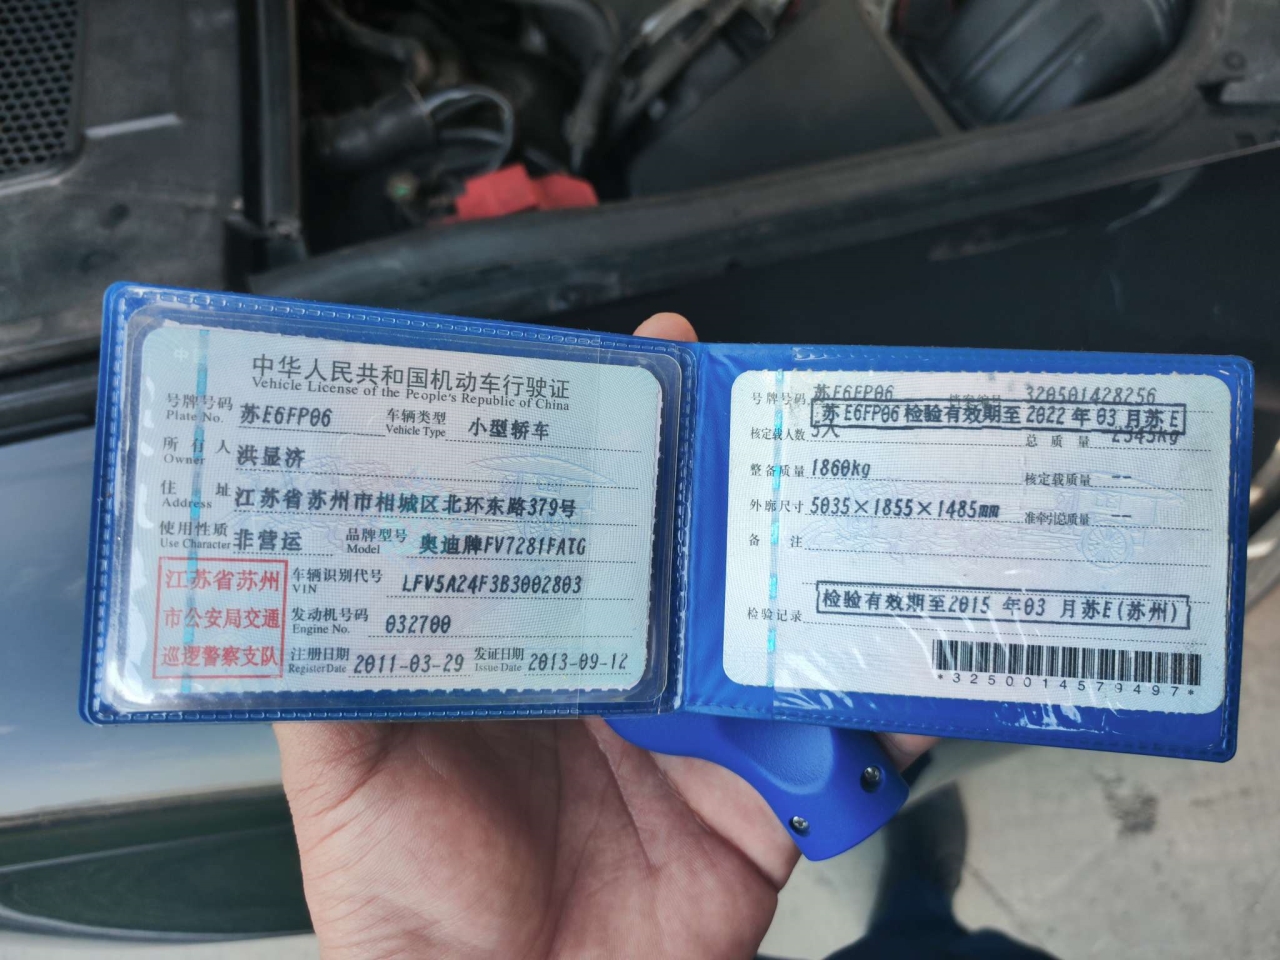 中华人民共和国机动车行驶证
Vehicle License of the People's Republic of China
号牌号码 苏E6FP06 车辆类型 小型轿车
Plate No. Vehicle Type
所有人 洪显济
Owner
住址 江苏省苏州市相城区北环东路379号
Address
使用性质 非营运 品牌型号 奥迪牌FV7281FATG
Use Character Model
江苏省苏州
市公安局交通
巡逻警察支队
车辆识别代号 LFV5A24F3B3002803
VIN
发动机号码 032700
Engine No.
注册日期 2011-03-29 发证日期 2013-09-12
Register Date Issue Date
号牌号码 苏E6FP06 档案编号 320501428256
苏E6FP06检验有效期至2022年03月苏E
核定载人数 5人 总质量 2345kg
整备质量 1860kg 核定载质量 --
外廓尺寸 5035×1855×1485mm 准牵引总质量 --
备注
检验记录 检验有效期至2015年03月苏E(苏州)
*3250014579497*